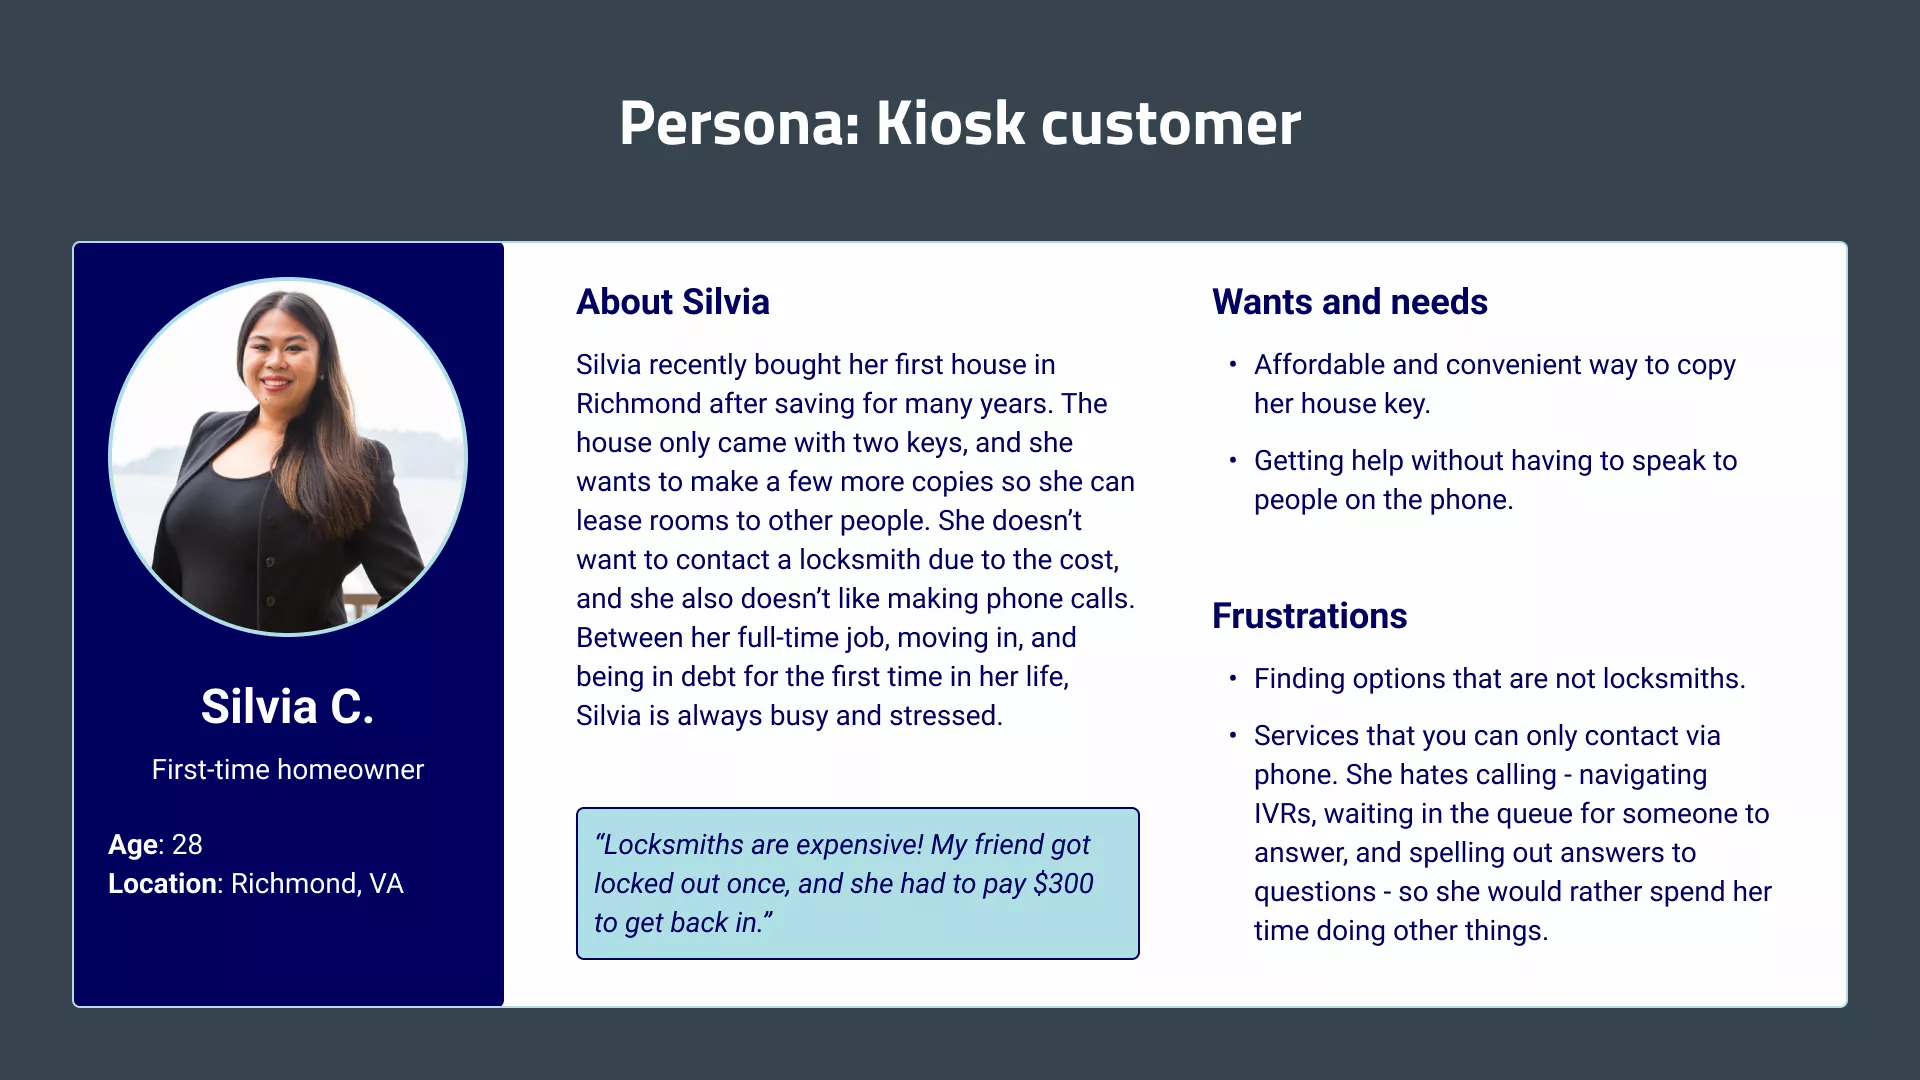 Persona: Kiosk customer
Silvia C.
First-time homeowner
Age: 28
Location: Richmond, VA
About Silvia
Silvia recently bought her first house in
Richmond after saving for many years. The
house only came with two keys, and she
wants to make a few more copies so she can
lease rooms to other people. She doesn’t
want to contact a locksmith due to the cost,
and she also doesn’t like making phone calls.
Between her full-time job, moving in, and
being in debt for the first time in her life,
Silvia is always busy and stressed.
“Locksmiths are expensive! My friend got
locked out once, and she had to pay $300
to get back in.”
Wants and needs
• Affordable and convenient way to copy
her house key.
• Getting help without having to speak to
people on the phone.
Frustrations
• Finding options that are not locksmiths.
• Services that you can only contact via
phone. She hates calling - navigating
IVRs, waiting in the queue for someone to
answer, and spelling out answers to
questions - so she would rather spend her
time doing other things.